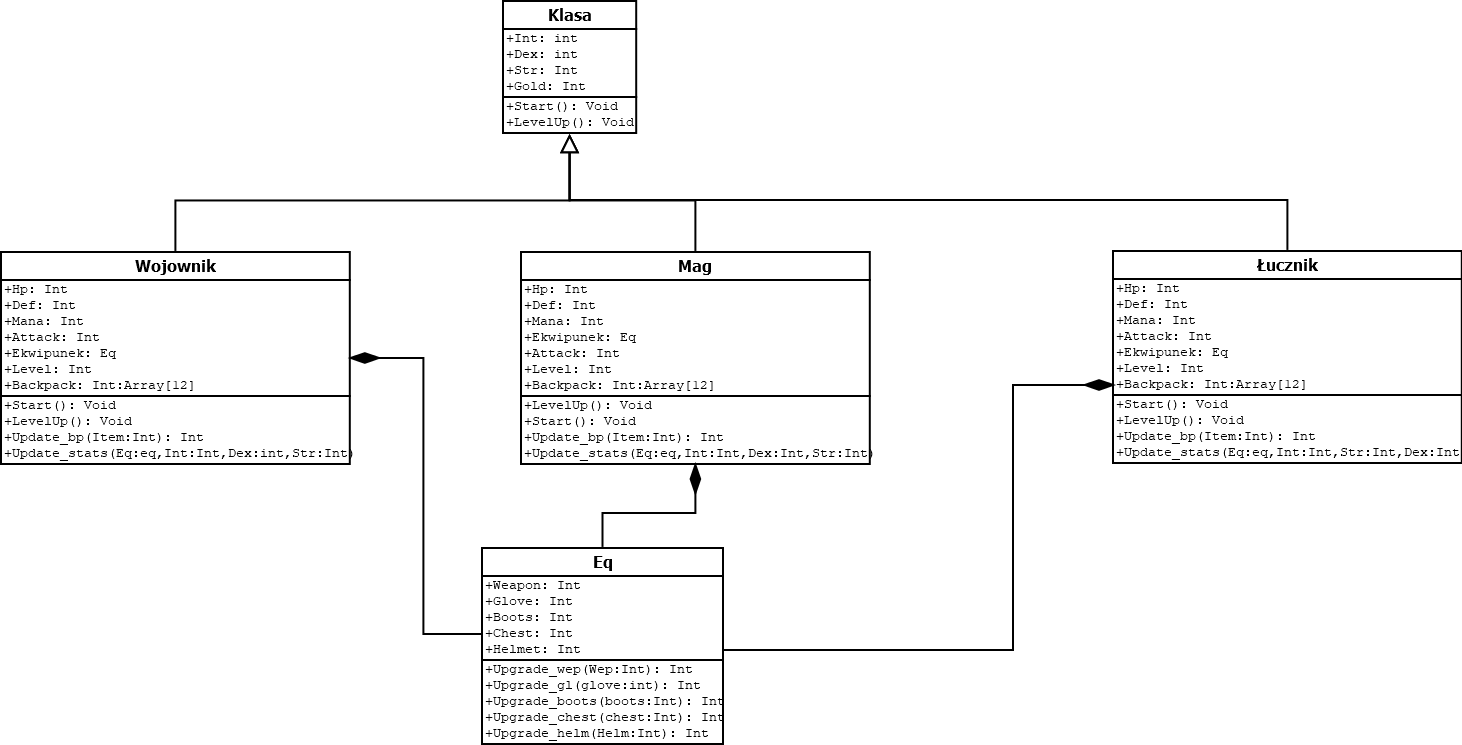 Klasa
+Int: int
+Dex: int
+Str: Int
+Gold: Int
+Start(): Void
+LevelUp(): Void
Wojownik
+Hp: Int
+Def: Int
+Mana: Int
+Attack: Int
+Ekwipunek: Eq
+Level: Int
+Backpack: Int:Array[12]
+Start(): Void
+LevelUp(): Void
+Update_bp(Item:Int): Int
+Update_stats(Eq:eq,Int:Int,Dex:int,Str:Int)
Mag
+Hp: Int
+Def: Int
+Mana: Int
+Ekwipunek: Eq
+Attack: Int
+Level: Int
+Backpack: Int:Array[12]
+LevelUp(): Void
+Start(): Void
+Update_bp(Item:Int): Int
+Update_stats(Eq:eq,Int:Int,Dex:Int,Str:Int)
Łucznik
+Hp: Int
+Def: Int
+Mana: Int
+Attack: Int
+Ekwipunek: Eq
+Level: Int
+Backpack: Int:Array[12]
+Start(): Void
+LevelUp(): Void
+Update_bp(Item:Int): Int
+Update_stats(Eq:eq,Int:Int,Str:Int,Dex:Int
Eq
+Weapon: Int
+Glove: Int
+Boots: Int
+Chest: Int
+Helmet: Int
+Upgrade_wep(Wep:Int): Int
+Upgrade_gl(glove:int): Int
+Upgrade_boots(boots:Int): Int
+Upgrade_chest(chest:Int): Int
+Upgrade_helm(Helm:Int): Int